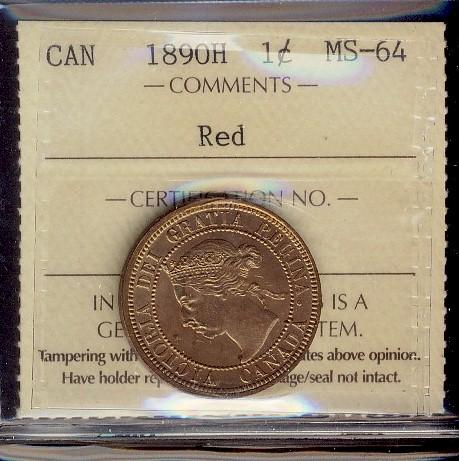 CAN 1890H 1¢ MS-64
— COMMENTS —
Red
— CERTIFICATION NO. —
VICTORIA DEI GRATIA REGINA. CANADA
IN IS A
GE TEM.
Tampering with tes above opinion.
Have holder rep age/seal not intact.